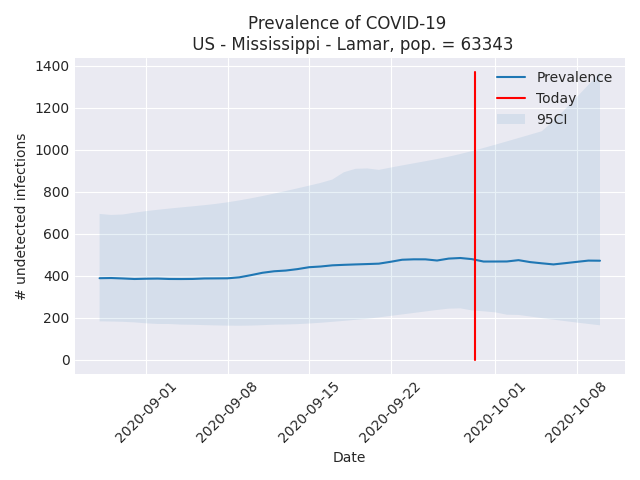 Prevalence of COVID-19
US - Mississippi - Lamar, pop. = 63343
1400
1200
1000
800
600
400
200
0
# undetected infections
Prevalence
Today
95CI
2020-09-01
2020-09-08
2020-09-15
2020-09-22
2020-10-01
2020-10-08
Date